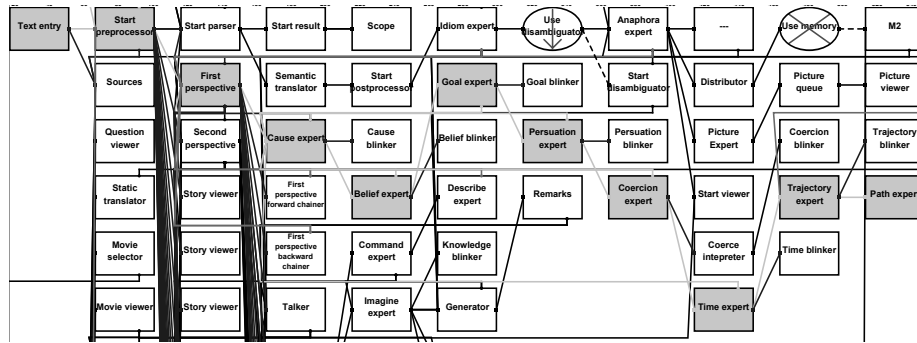 Text entry
Start
preprocessor
Start parser
Start result
Scope
Idiom expert
Use
disambiguator
Anaphora
expert
---
Use memory
M2
Sources
First
perspective
Semantic
translator
Start
postprocessor
Goal expert
Goal blinker
Start
disambiguator
Distributor
Picture
queue
Picture
viewer
Question
viewer
Second
perspective
Cause expert
Cause
blinker
Belief blinker
Persuation
expert
Persuation
blinker
Picture
Expert
Coercion
blinker
Trajectory
blinker
Static
translator
Story viewer
First
perspective
forward chainer
Belief expert
Describe
expert
Remarks
Coercion
expert
Start viewer
Trajectory
expert
Path expert
Movie
selector
Story viewer
First
perspective
backward
chainer
Command
expert
Knowledge
blinker
Coerce
intepreter
Time blinker
Movie viewer
Story viewer
Talker
Imagine
expert
Generator
Time expert